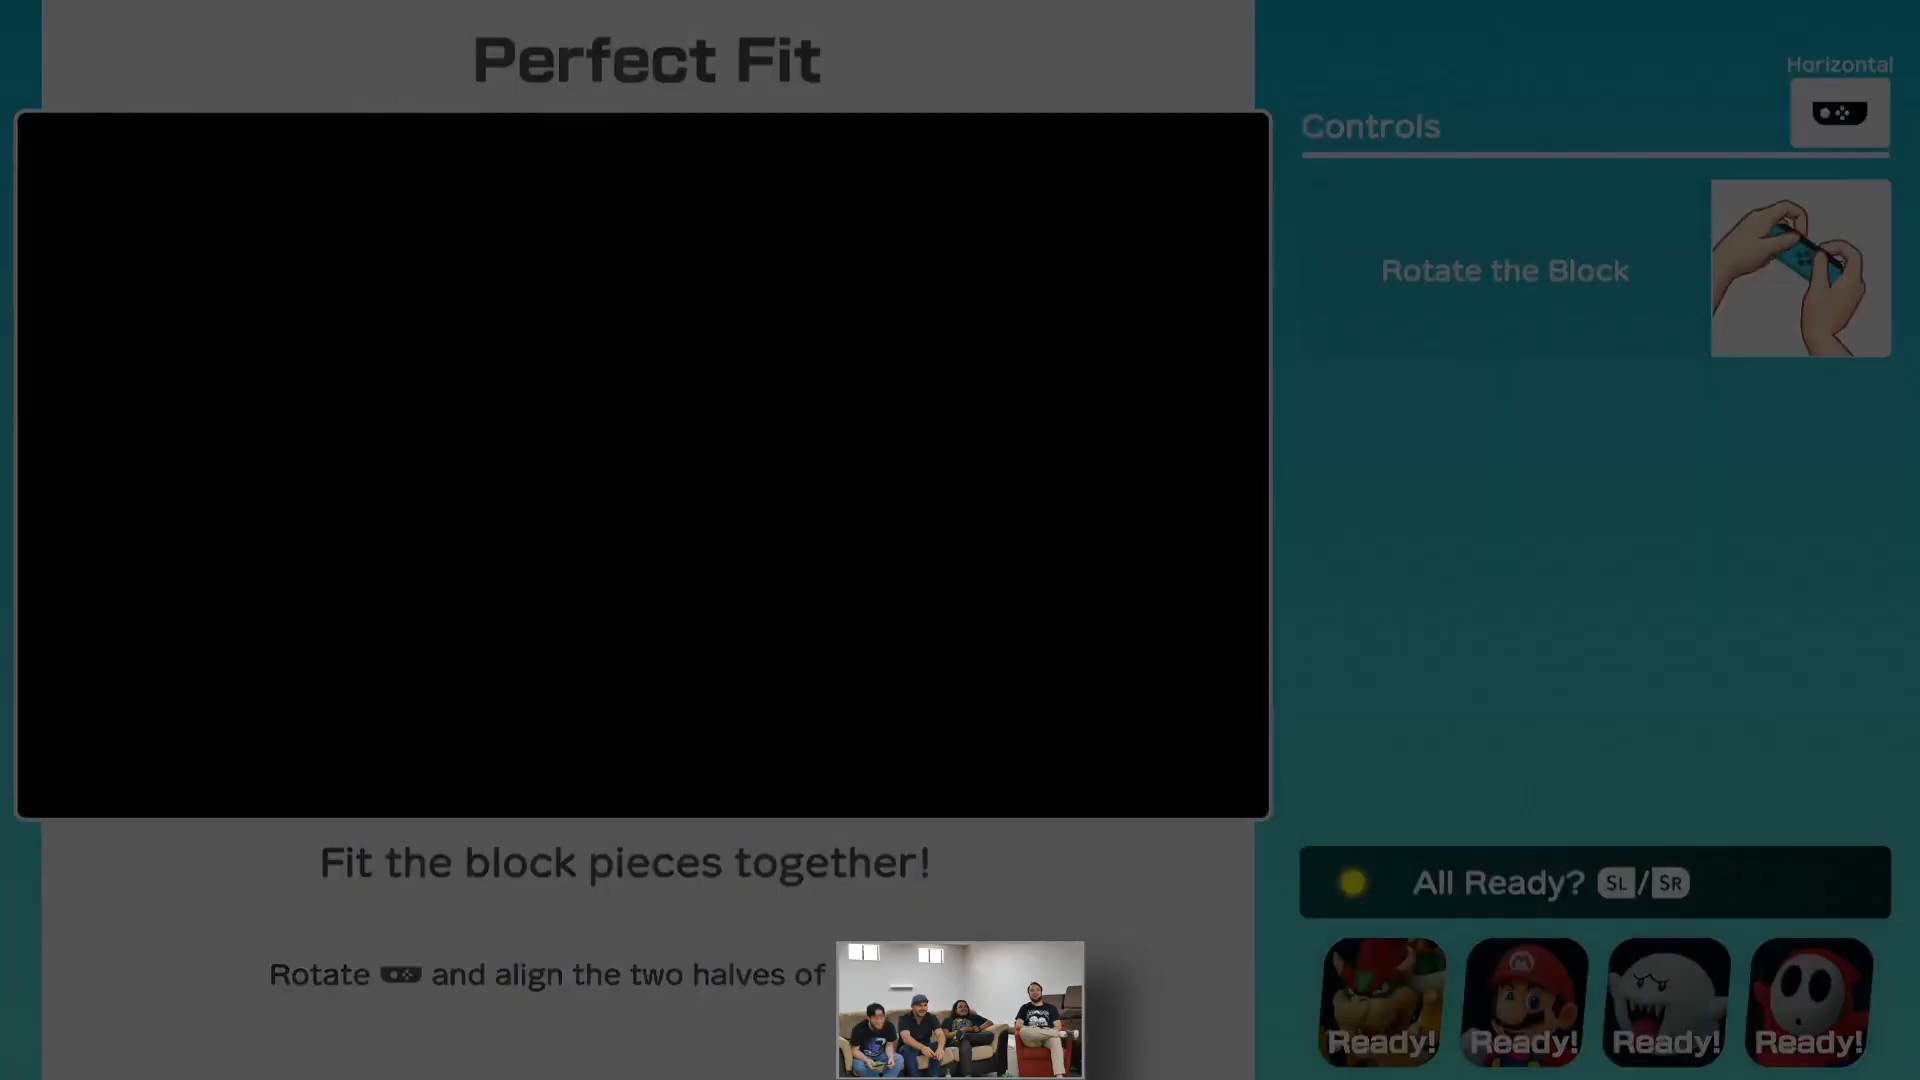 Perfect Fit
Horizontal
Controls
Rotate the Block
Fit the block pieces together!
Rotate and align the two halves of
All Ready? SL/SR
Ready! Ready! Ready! Ready!